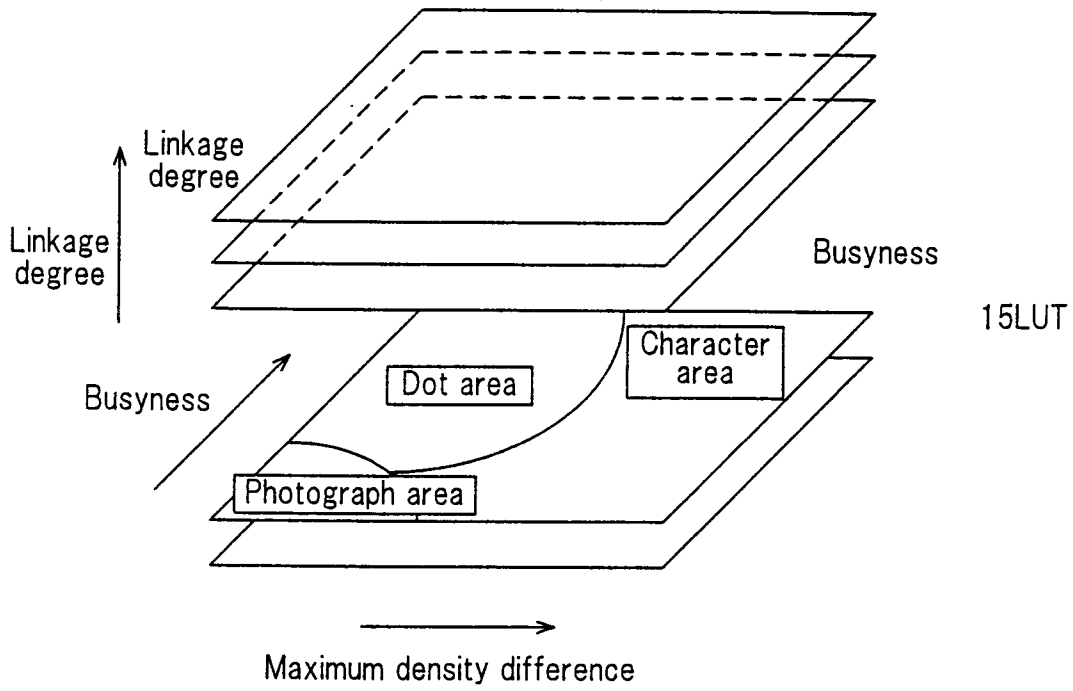 Linkage
degree
Linkage
degree
Busyness
15LUT
Character
area
Dot area
Busyness
Photograph area
Maximum density difference